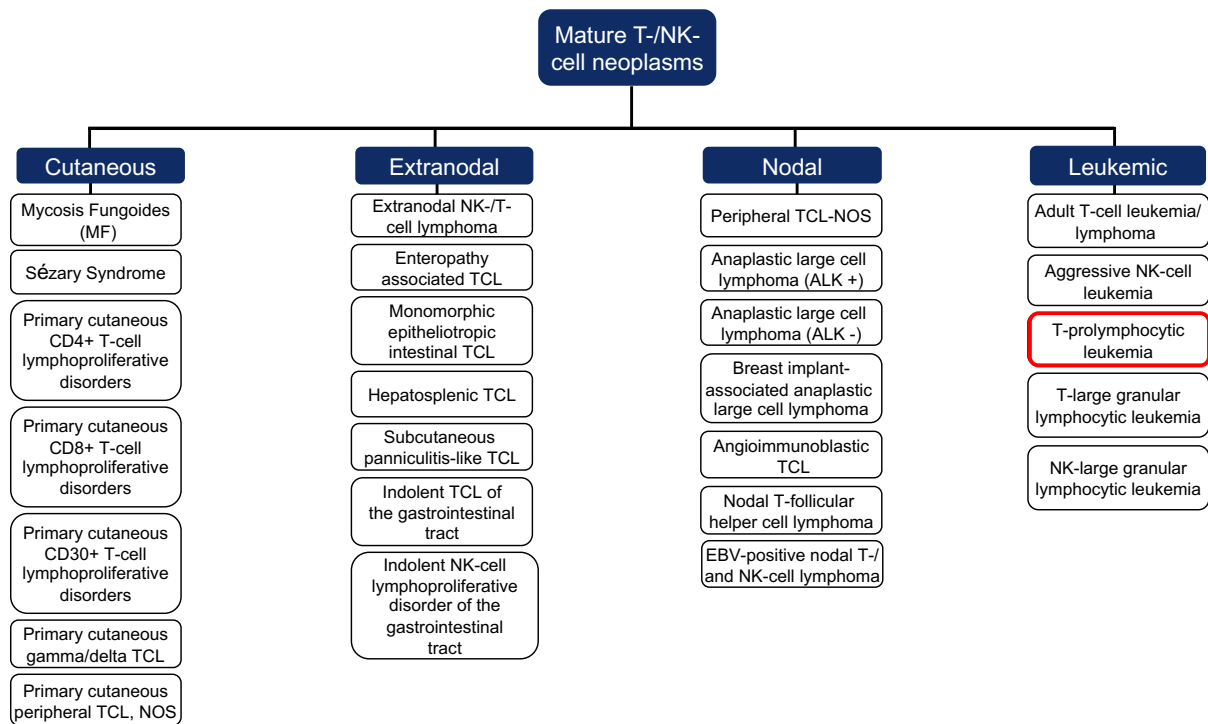 Mature T-/NK-
cell neoplasms
Cutaneous
Mycosis Fungoides
(MF)
Sézary Syndrome
Primary cutaneous
CD4+ T-cell
lymphoproliferative
disorders
Primary cutaneous
CD8+ T-cell
lymphoproliferative
disorders
Primary cutaneous
CD30+ T-cell
lymphoproliferative
disorders
Primary cutaneous
gamma/delta TCL
Primary cutaneous
peripheral TCL, NOS
Extranodal
Extranodal NK-/T-
cell lymphoma
Enteropathy
associated TCL
Monomorphic
epitheliotropic
intestinal TCL
Hepatosplenic TCL
Subcutaneous
panniculitis-like TCL
Indolent TCL of
the gastrointestinal
tract
Indolent NK-cell
lymphoproliferative
disorder of the
gastrointestinal
tract
Nodal
Peripheral TCL-NOS
Anaplastic large cell
lymphoma (ALK +)
Anaplastic large cell
lymphoma (ALK -)
Breast implant-
associated anaplastic
large cell lymphoma
Angioimmunoblastic
TCL
Nodal T-follicular
helper cell lymphoma
EBV-positive nodal T-/
and NK-cell lymphoma
Leukemic
Adult T-cell leukemia/
lymphoma
Aggressive NK-cell
leukemia
T-prolymphocytic
leukemia
T-large granular
lymphocytic leukemia
NK-large granular
lymphocytic leukemia